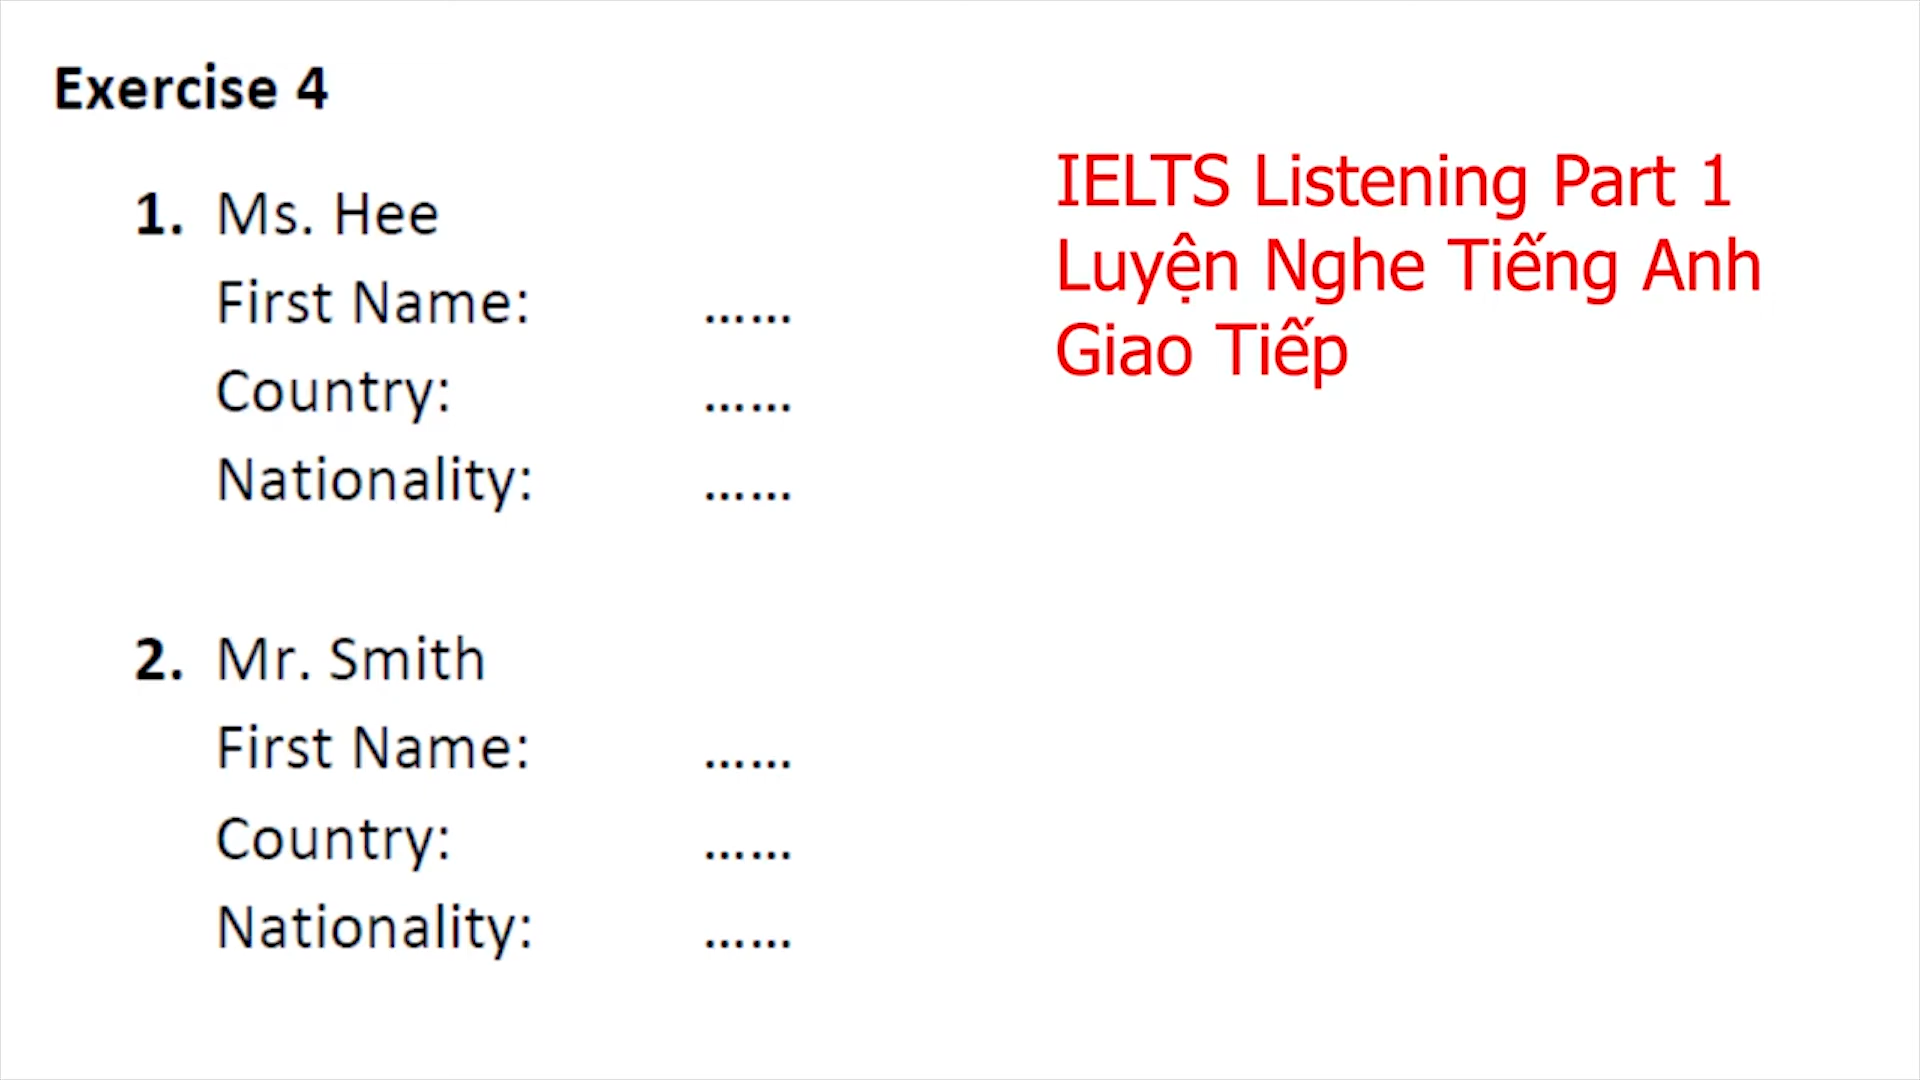 Exercise 4
1. Ms. Hee
First Name: ......
Country: ......
Nationality: ......
2. Mr. Smith
First Name: ......
Country: ......
Nationality: ......
IELTS Listening Part 1
Luyện Nghe Tiếng Anh
Giao Tiếp